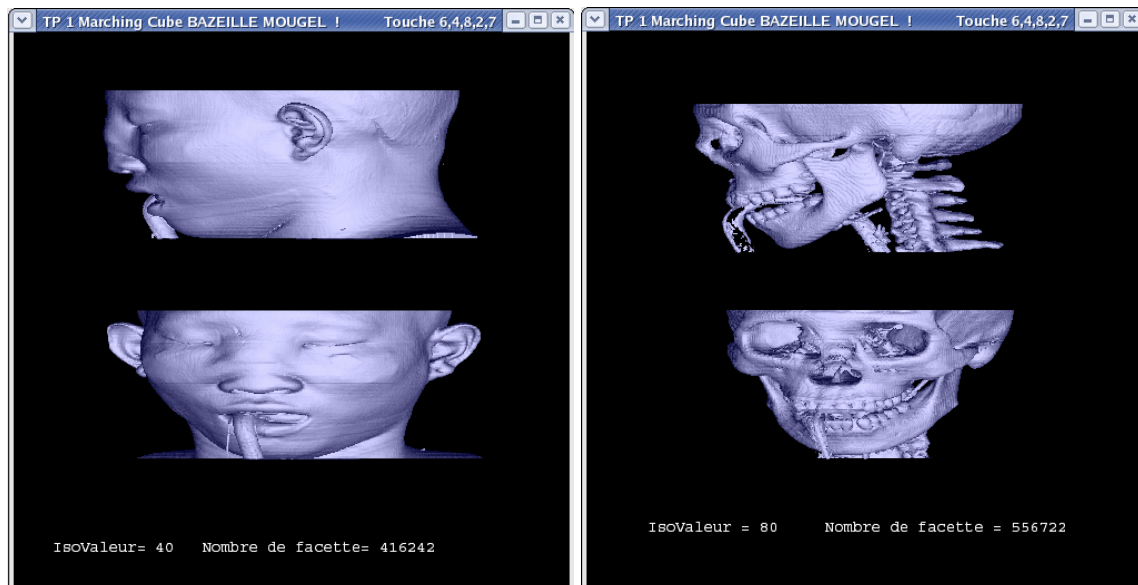 TP 1 Marching Cube BAZEILLE MOUGEL ! Touche 6,4,8,2,7
IsoValeur= 40 Nombre de facette= 416242
TP 1 Marching Cube BAZEILLE MOUGEL ! Touche 6,4,8,2,7
IsoValeur = 80 Nombre de facette = 556722